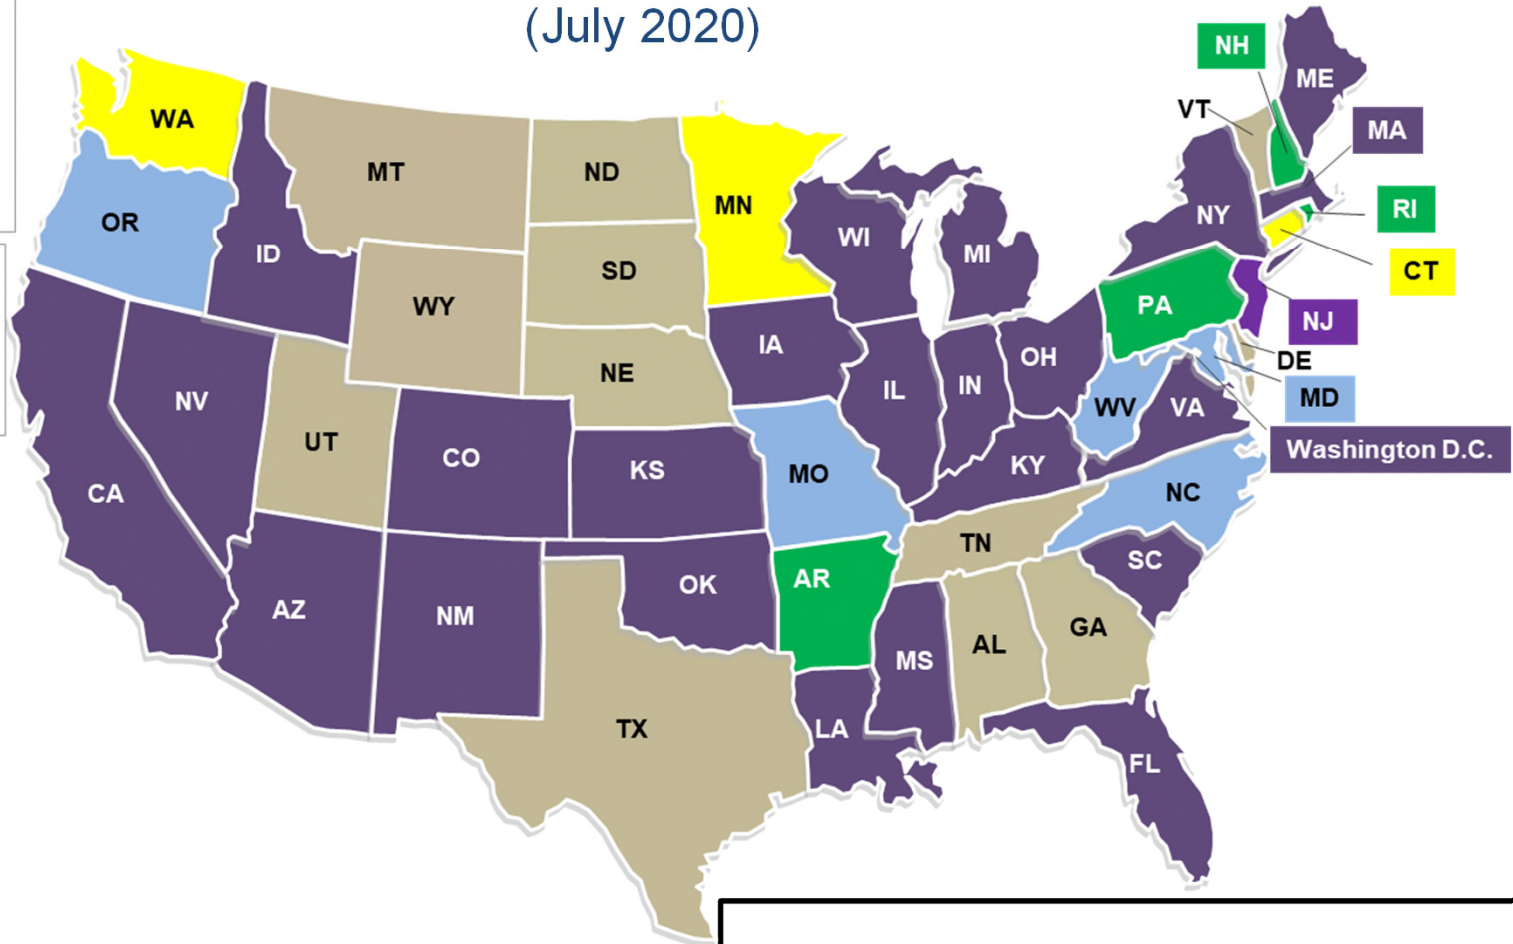 (July 2020)
NH
ME
VT
MA
WA
MT
ND
MN
OR
ID
SD
WI
MI
NY
RI
CT
WY
PA
NJ
IA
NE
OH
DE
NV
IL
IN
WV
VA
MD
UT
CO
KS
MO
KY
Washington D.C.
CA
NC
TN
SC
AZ
NM
OK
AR
MS
AL
GA
TX
LA
FL